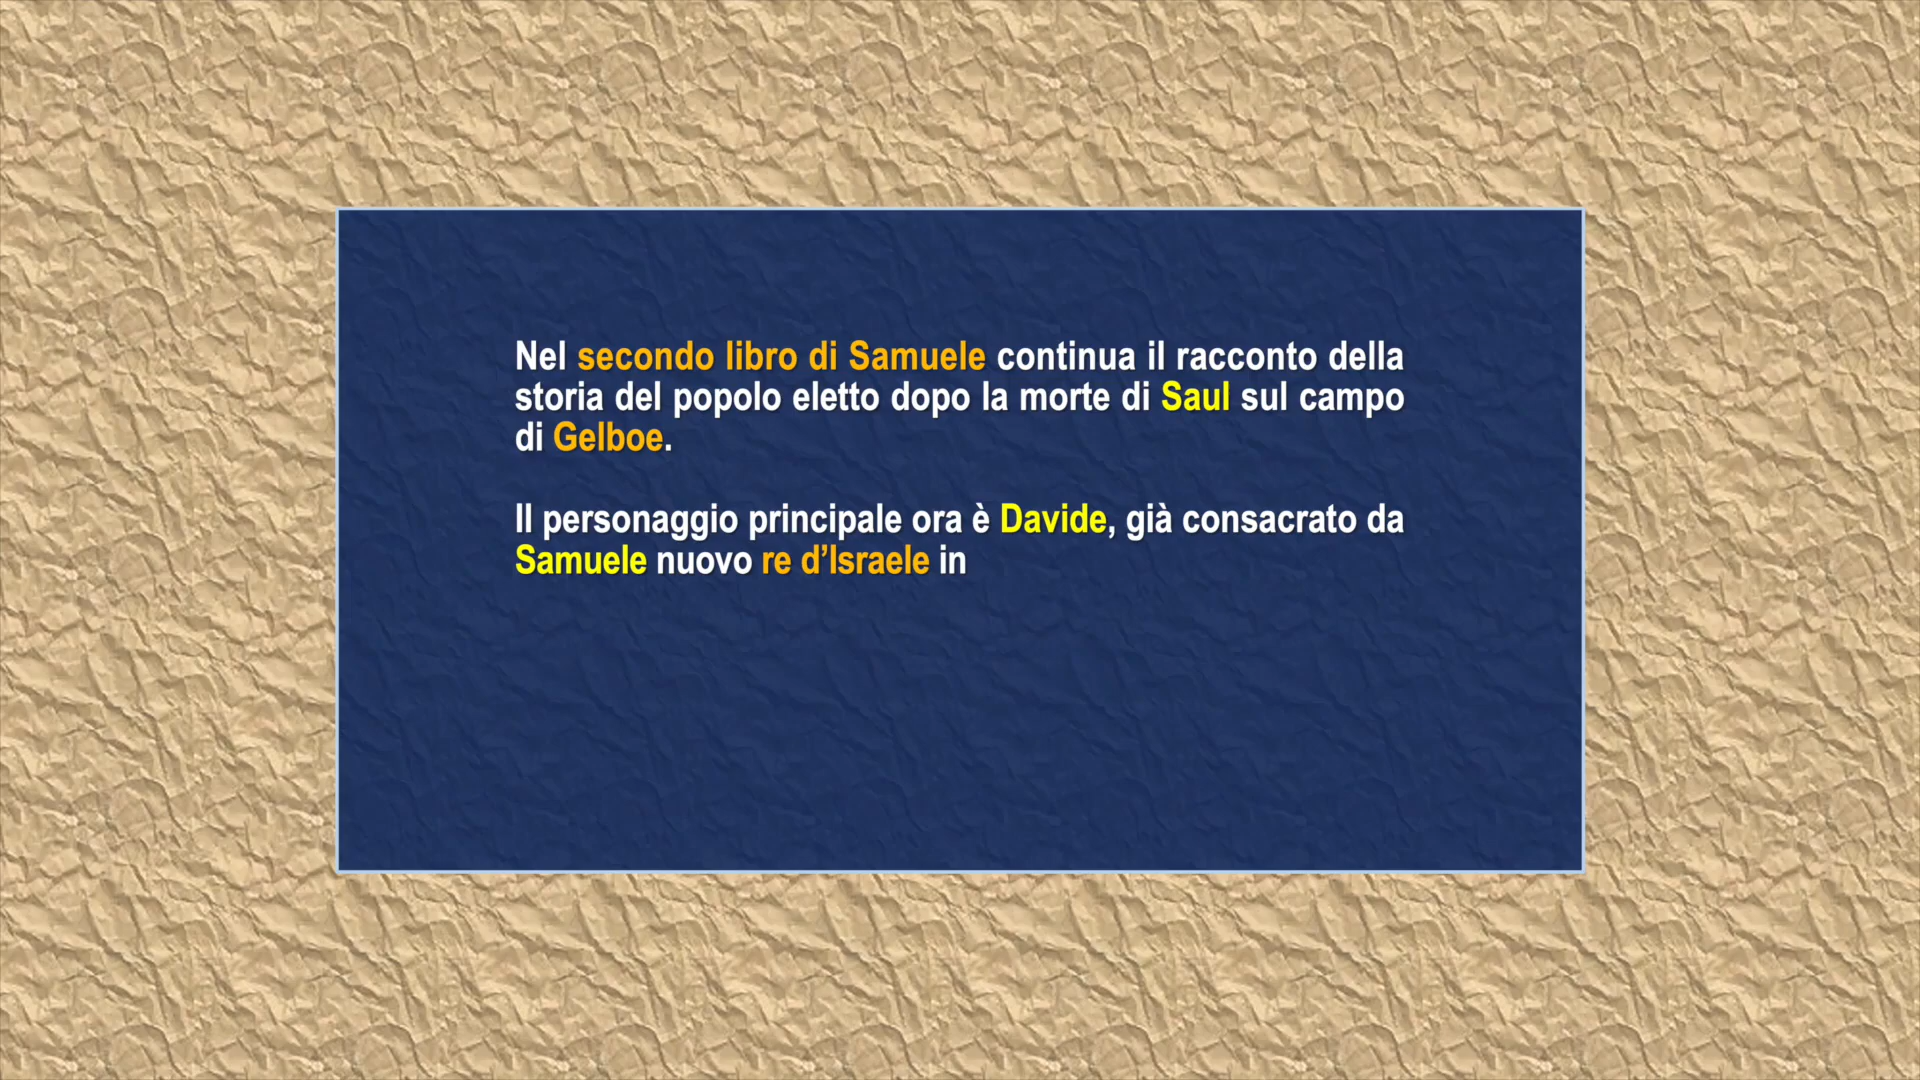 Nel secondo libro di Samuele continua il racconto della
storia del popolo eletto dopo la morte di Saul sul campo
di Gelboe.
Il personaggio principale ora è Davide, già consacrato da
Samuele nuovo re d’Israele in